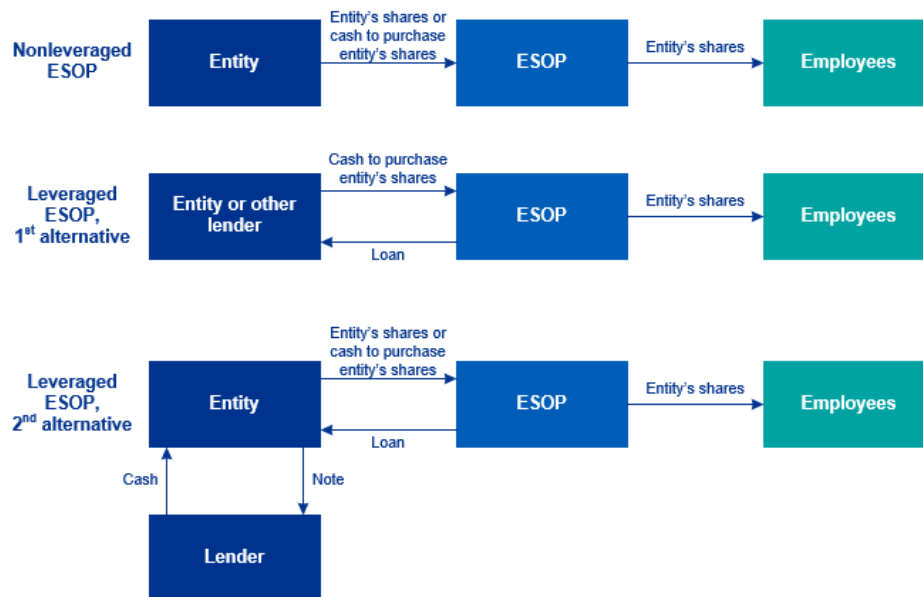 Nonleveraged
ESOP
Entity
Entity's shares or
cash to purchase
entity's shares
ESOP
Entity's shares
Employees
Leveraged
ESOP,
1st alternative
Entity or other
lender
Cash to purchase
entity's shares
Loan
ESOP
Entity's shares
Employees
Leveraged
ESOP,
2nd alternative
Entity
Entity's shares or
cash to purchase
entity's shares
Loan
ESOP
Entity's shares
Employees
Cash
Note
Lender